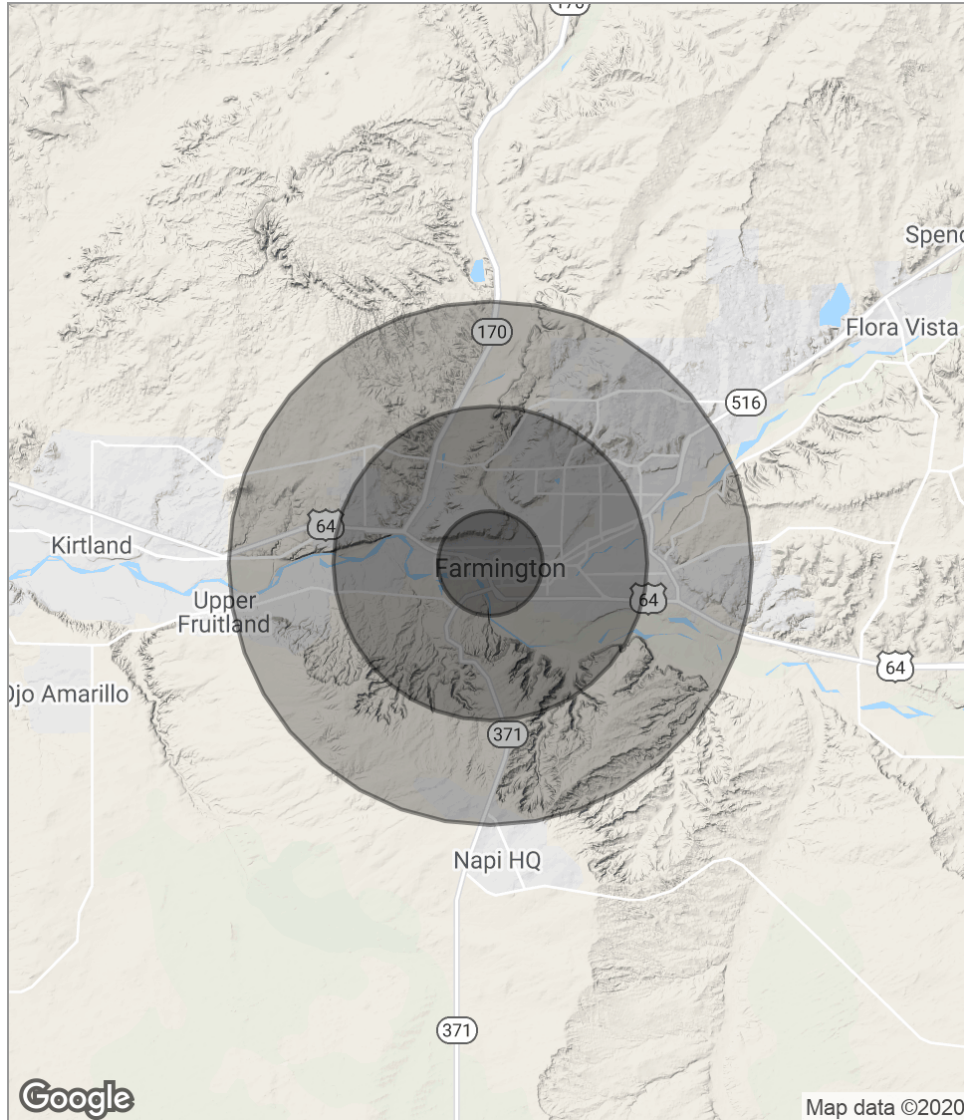 170
Spenc
170
Flora Vista
516
64
Kirtland
Farmington
64
Upper
Fruitland
64
Ojo Amarillo
371
Napi HQ
371
Google
Map data ©2020